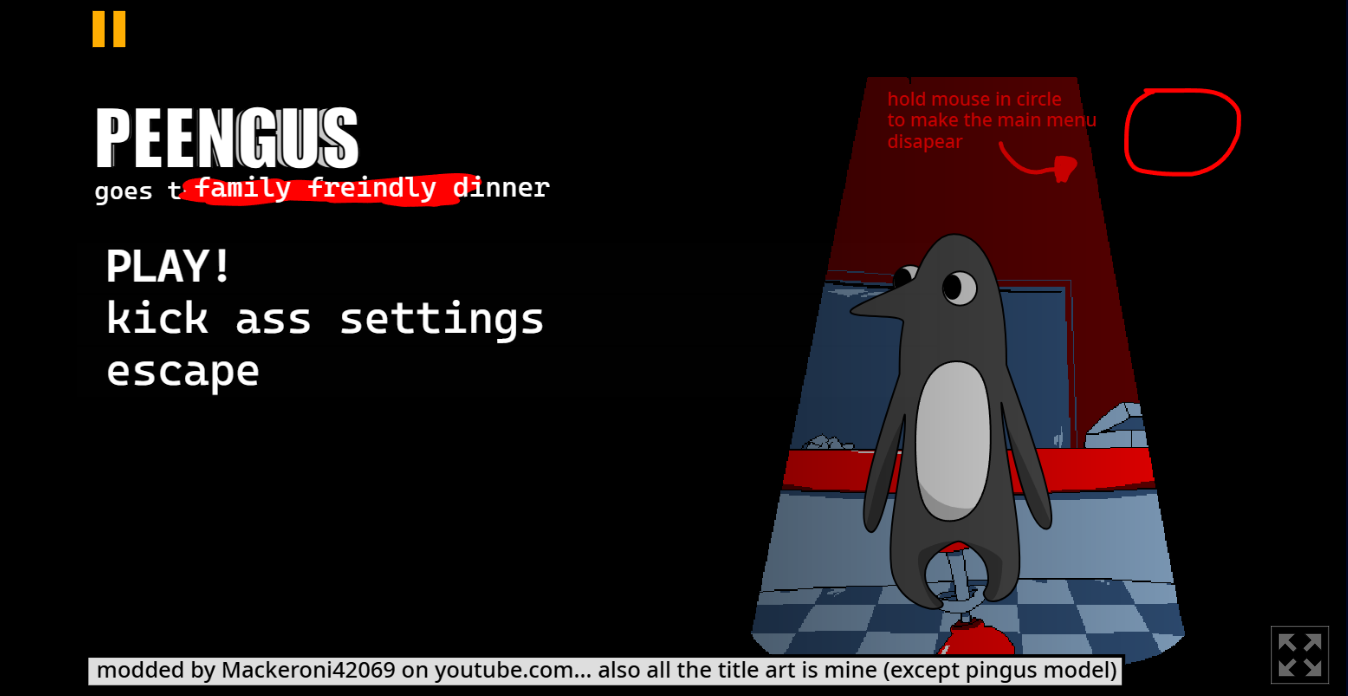 PEENGUS
goes t family freindly dinner
PLAY!
kick ass settings
escape
hold mouse in circle
to make the main menu
disapear
modded by Mackeroni42069 on youtube.com... also all the title art is mine (except pingus model)